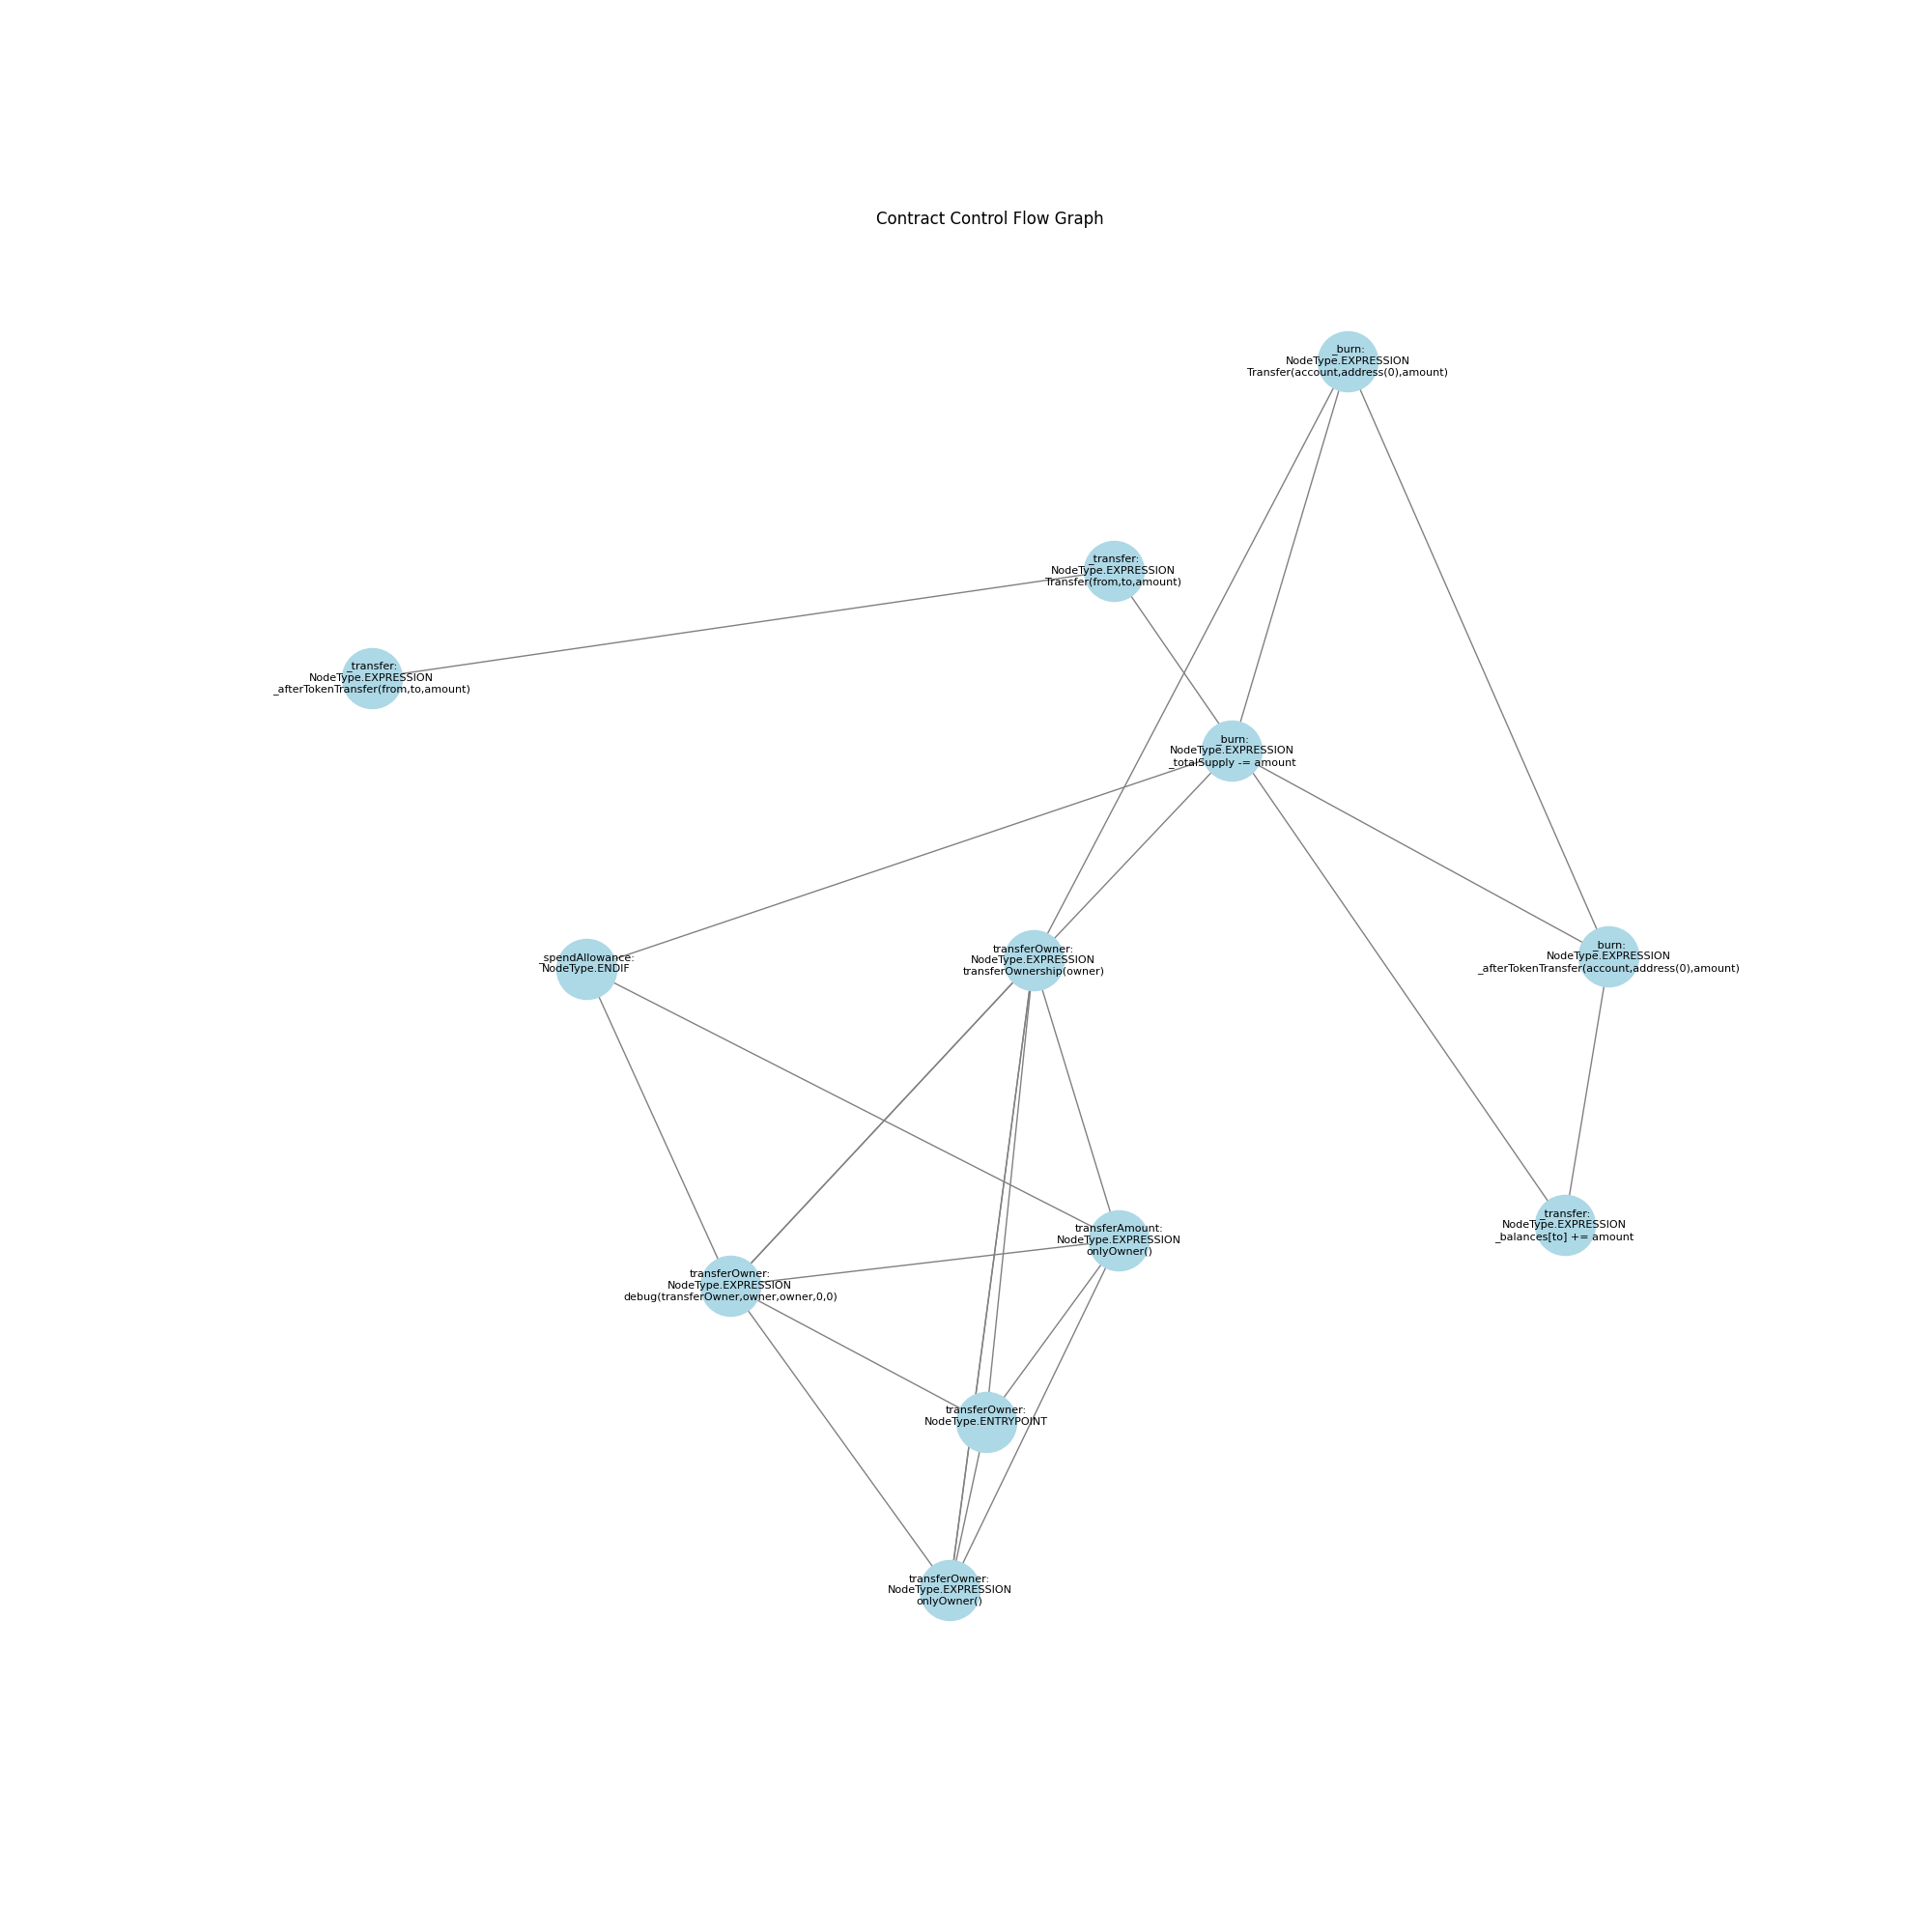 Contract Control Flow Graph
_burn:
NodeType.EXPRESSION
Transfer(account,address(0),amount)
_transfer:
NodeType.EXPRESSION
Transfer(from,to,amount)
_transfer:
NodeType.EXPRESSION
_afterTokenTransfer(from,to,amount)
_burn:
NodeType.EXPRESSION
_totalSupply -= amount
_spendAllowance:
NodeType.ENDIF
transferOwner:
NodeType.EXPRESSION
transferOwnership(owner)
_burn:
NodeType.EXPRESSION
_afterTokenTransfer(account,address(0),amount)
_transfer:
NodeType.EXPRESSION
_balances[to] += amount
transferAmount:
NodeType.EXPRESSION
onlyOwner()
transferOwner:
NodeType.EXPRESSION
debug(transferOwner,owner,owner,0,0)
transferOwner:
NodeType.ENTRYPOINT
transferOwner:
NodeType.EXPRESSION
onlyOwner()